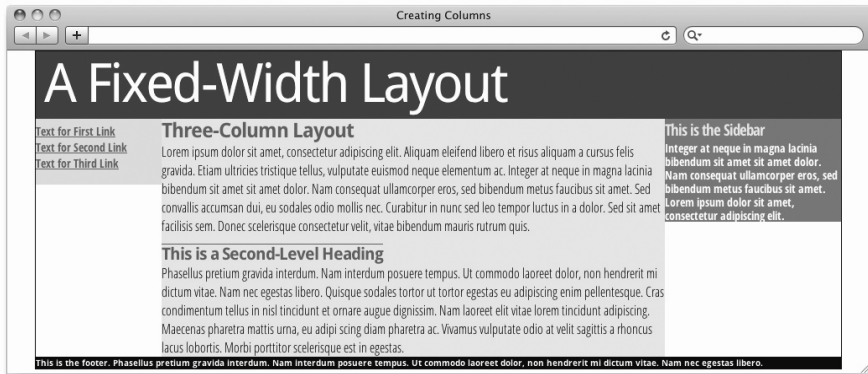 Creating Columns
A Fixed-Width Layout
Text for First Link
Text for Second Link
Text for Third Link
Three-Column Layout
Lorem ipsum dolor sit amet, consectetur adipiscing elit. Aliquam eleifend libero et risus aliquam a cursus felis
gravida. Etiam ultricies tristique tellus, vulputate euismod neque elementum ac. Integer at neque in magna lacinia
bibendum sit amet sit amet dolor. Nam consequat ullamcorper eros, sed bibendum metus faucibus sit amet. Sed
convallis accumsan dui, eu sodales odio mollis nec. Curabitur in nunc sed leo tempor luctus in a dolor. Sed sit amet
facilisis sem. Donec scelerisque consectetur velit, vitae bibendum mauris rutrum quis.
This is a Second-Level Heading
Phasellus pretium gravida interdum. Nam interdum posuere tempus. Ut commodo laoreet dolor, non hendrerit mi
dictum vitae. Nam nec egestas libero. Quisque sodales tortor ut tortor egestas eu adipiscing enim pellentesque. Cras
condimentum tellus in nisl tincidunt et ornare augue dignissim. Nam laoreet elit vitae lorem tincidunt adipiscing.
Maecenas pharetra mattis urna, eu adipi scing diam pharetra ac. Vivamus vulputate odio at velit sagittis a rhoncus
lacus lobortis. Morbi porttitor scelerisque est in egestas.
This is the Sidebar
Integer at neque in magna lacinia
bibendum sit amet sit amet dolor.
Nam consequat ullamcorper eros, sed
bibendum metus faucibus sit amet.
Lorem ipsum dolor sit amet,
consectetur adipiscing elit.
This is the footer. Phasellus pretium gravida interdum. Nam interdum posuere tempus. Ut commodo laoreet dolor, non hendrerit mi dictum vitae. Nam nec egestas libero.